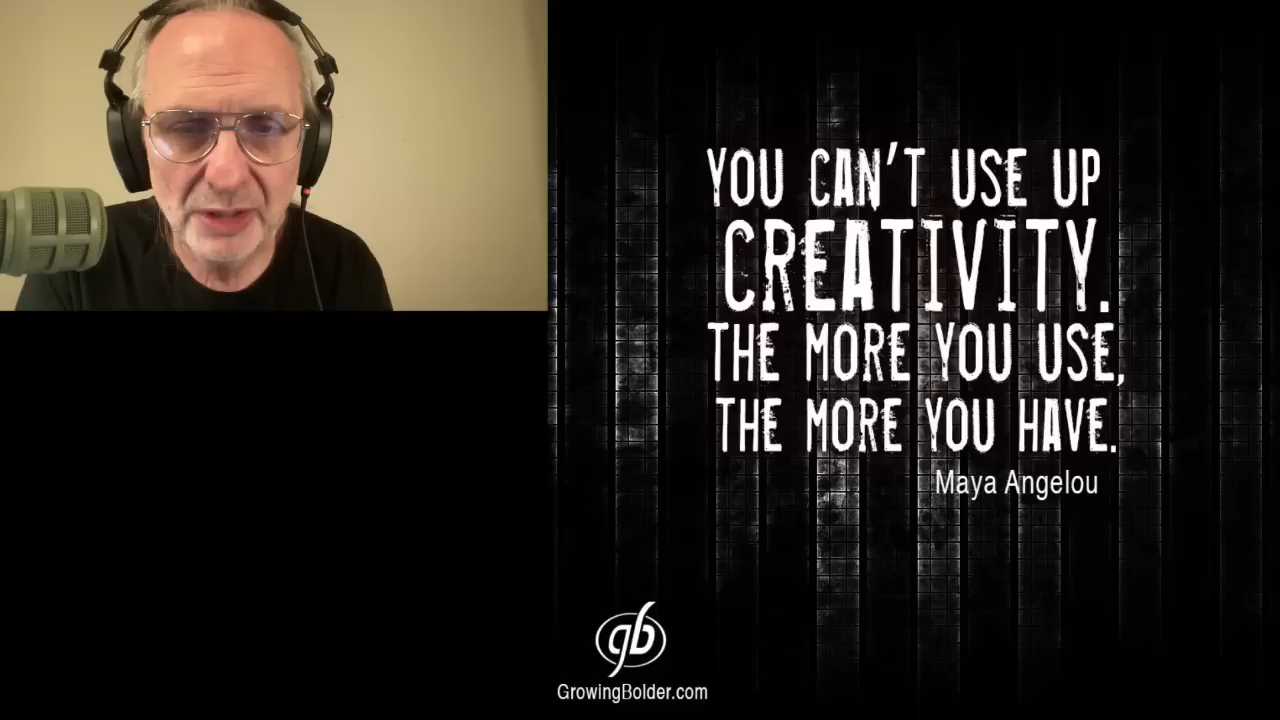 YOU CAN'T USE UP
CREATIVITY.
THE MORE YOU USE,
THE MORE YOU HAVE.
Maya Angelou
gb
GrowingBolder.com